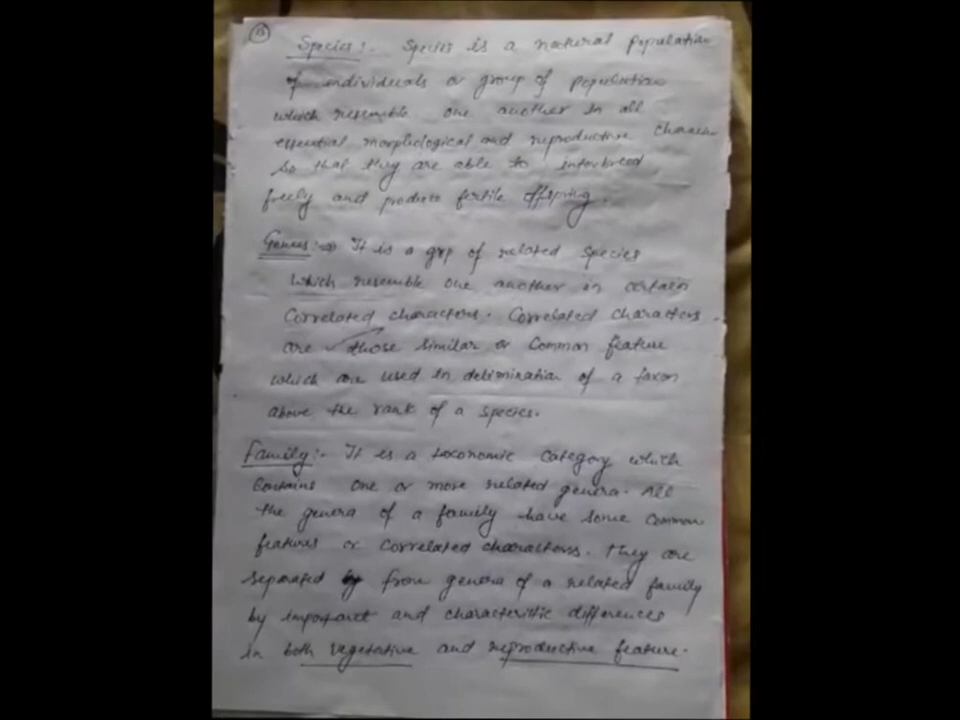 13
Species:- Species is a natural population
of individuals or group of population
which resemble one another in all
essential morphological and reproductive
so that they are able to interbreed
freely and produce fertile offspring.
Genus:⇒ It is a grp of related species
which resemble one another in certain
Correlated characters. Correlated characters
are those similar or common feature
which are used in delimination of a taxon
above the rank of a species.
Family:- It is a taxonomic category which
contains one or more related genera. All
the genera of a family have some common
features or correlated characters. They are
separated from genera of a related family
by important and characteristic differences
in both vegetative and reproductive feature.